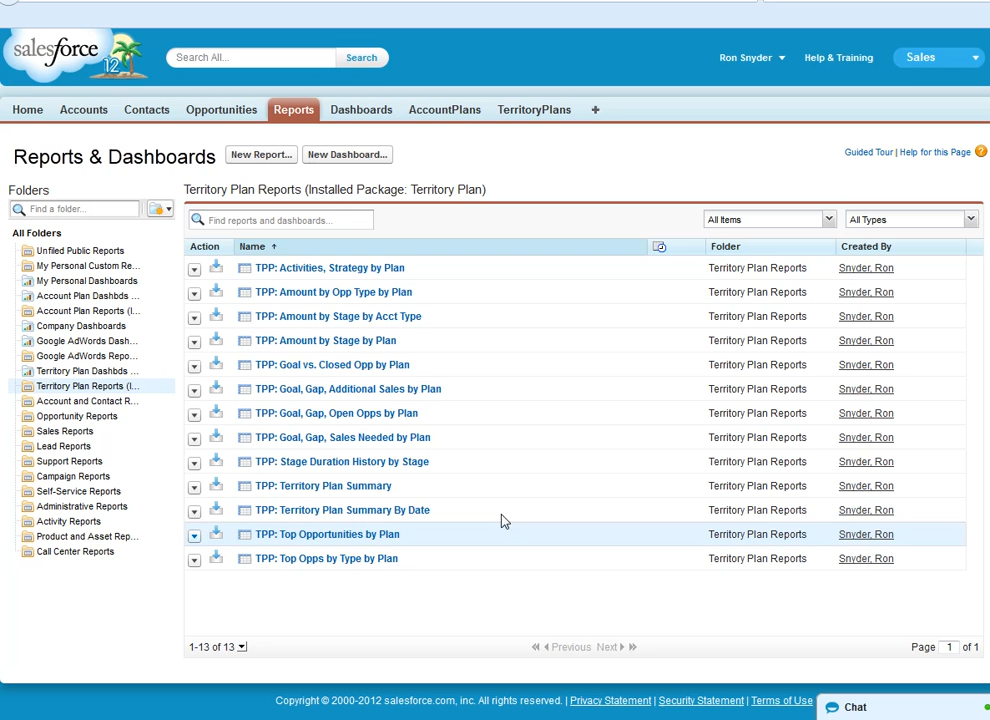 salesforce
12
Search All...
Search
Ron Snyder
Help & Training
Sales
Home
Accounts
Contacts
Opportunities
Reports
Dashboards
AccountPlans
TerritoryPlans
+
Reports & Dashboards
New Report...
New Dashboard...
Guided Tour | Help for this Page
Folders
Find a folder...
All Folders
Unfiled Public Reports
My Personal Custom Re...
My Personal Dashboards
Account Plan Dashbds ...
Account Plan Reports (I...
Company Dashboards
Google AdWords Dash...
Google AdWords Repo...
Territory Plan Dashbds ...
Territory Plan Reports (I...
Account and Contact R...
Opportunity Reports
Sales Reports
Lead Reports
Support Reports
Campaign Reports
Self-Service Reports
Administrative Reports
Activity Reports
Product and Asset Rep...
Call Center Reports
Territory Plan Reports (Installed Package: Territory Plan)
Find reports and dashboards...
All Items
All Types
Action Name Folder Created By
TPP: Activities, Strategy by Plan Territory Plan Reports Snyder, Ron
TPP: Amount by Opp Type by Plan Territory Plan Reports Snyder, Ron
TPP: Amount by Stage by Acct Type Territory Plan Reports Snyder, Ron
TPP: Amount by Stage by Plan Territory Plan Reports Snyder, Ron
TPP: Goal vs. Closed Opp by Plan Territory Plan Reports Snyder, Ron
TPP: Goal, Gap, Additional Sales by Plan Territory Plan Reports Snyder, Ron
TPP: Goal, Gap, Open Opps by Plan Territory Plan Reports Snyder, Ron
TPP: Goal, Gap, Sales Needed by Plan Territory Plan Reports Snyder, Ron
TPP: Stage Duration History by Stage Territory Plan Reports Snyder, Ron
TPP: Territory Plan Summary Territory Plan Reports Snyder, Ron
TPP: Territory Plan Summary By Date Territory Plan Reports Snyder, Ron
TPP: Top Opportunities by Plan Territory Plan Reports Snyder, Ron
TPP: Top Opps by Type by Plan Territory Plan Reports Snyder, Ron
1-13 of 13
Previous Next
Page 1 of 1
Copyright © 2000-2012 salesforce.com, inc. All rights reserved. | Privacy Statement | Security Statement | Terms of Use
Chat